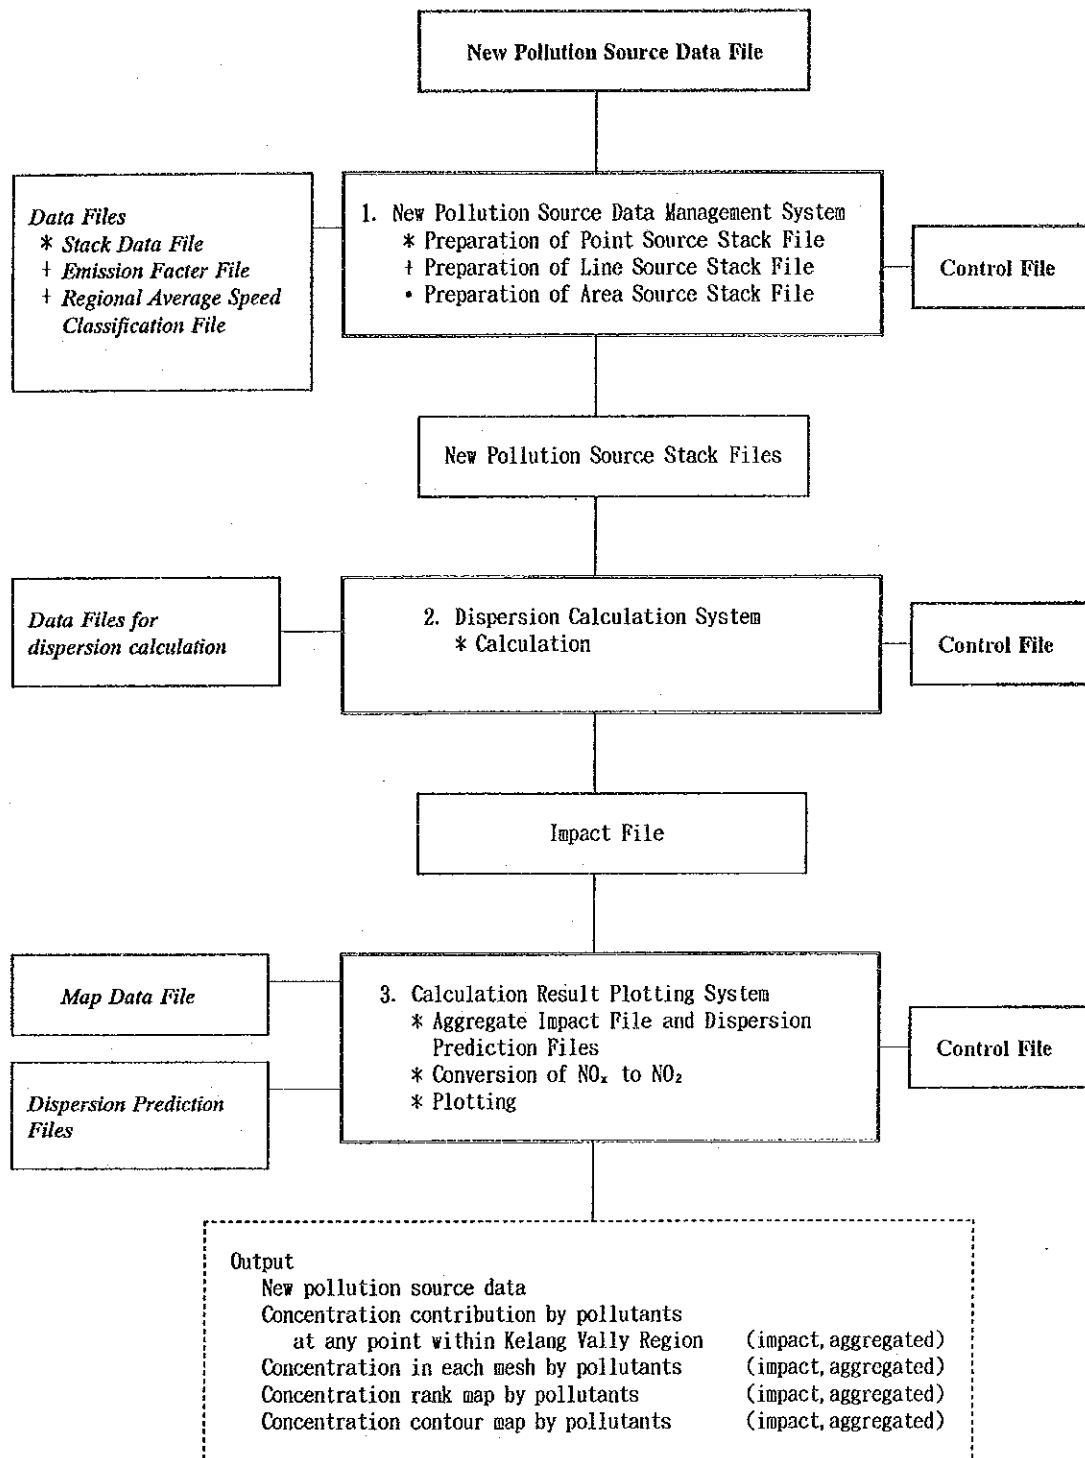 New Pollution Source Data File
Data Files
* Stack Data File
† Emission Facter File
† Regional Average Speed
Classification File
1. New Pollution Source Data Management System
* Preparation of Point Source Stack File
† Preparation of Line Source Stack File
• Preparation of Area Source Stack File
Control File
New Pollution Source Stack Files
Data Files for
dispersion calculation
2. Dispersion Calculation System
* Calculation
Control File
Impact File
Map Data File
Dispersion Prediction
Files
3. Calculation Result Plotting System
* Aggregate Impact File and Dispersion
Prediction Files
* Conversion of NOₓ to NO₂
* Plotting
Control File
Output
New pollution source data
Concentration contribution by pollutants
at any point within Kelang Vally Region (impact, aggregated)
Concentration in each mesh by pollutants (impact, aggregated)
Concentration rank map by pollutants (impact, aggregated)
Concentration contour map by pollutants (impact, aggregated)